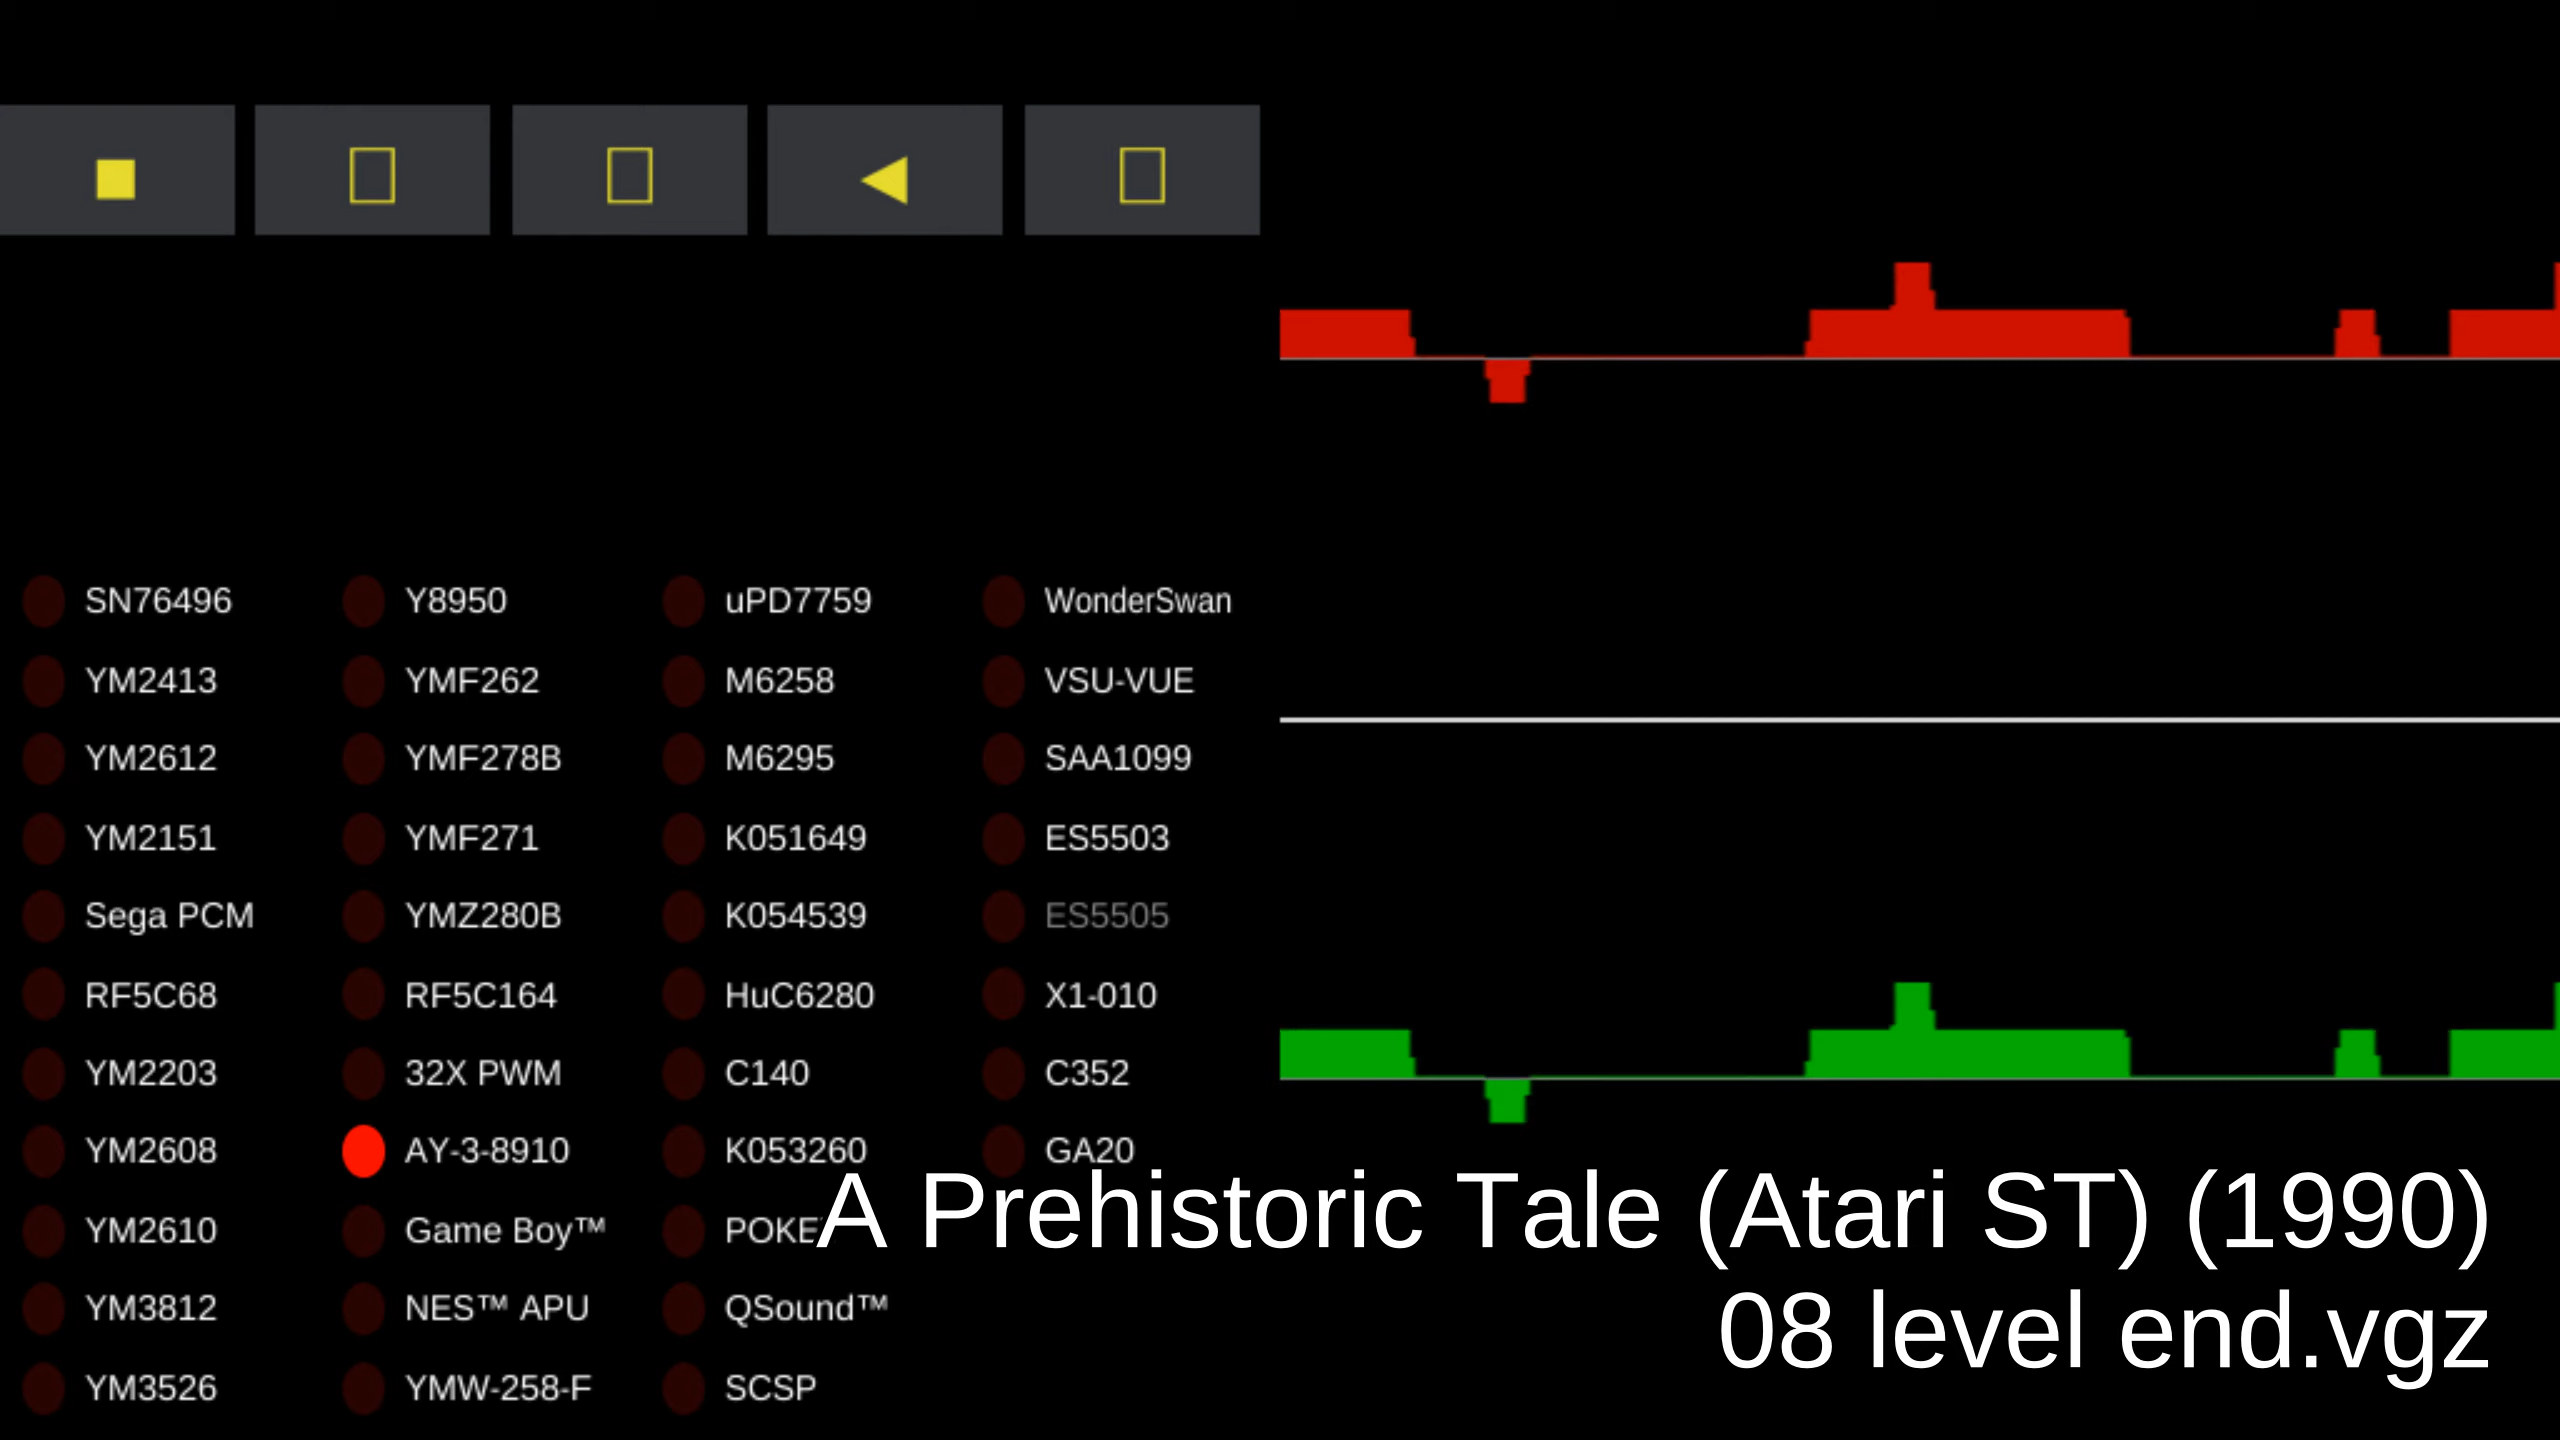 SN76496 Y8950 uPD7759 WonderSwan
YM2413 YMF262 M6258 VSU-VUE
YM2612 YMF278B M6295 SAA1099
YM2151 YMF271 K051649 ES5503
Sega PCM YMZ280B K054539 ES5505
RF5C68 RF5C164 HuC6280 X1-010
YM2203 32X PWM C140 C352
YM2608 AY-3-8910 K053260 GA20
YM2610 Game Boy™
YM3812 NES™ APU QSound™
YM3526 YMW-258-F SCSP
A Prehistoric Tale (Atari ST) (1990)
08 level end.vgz